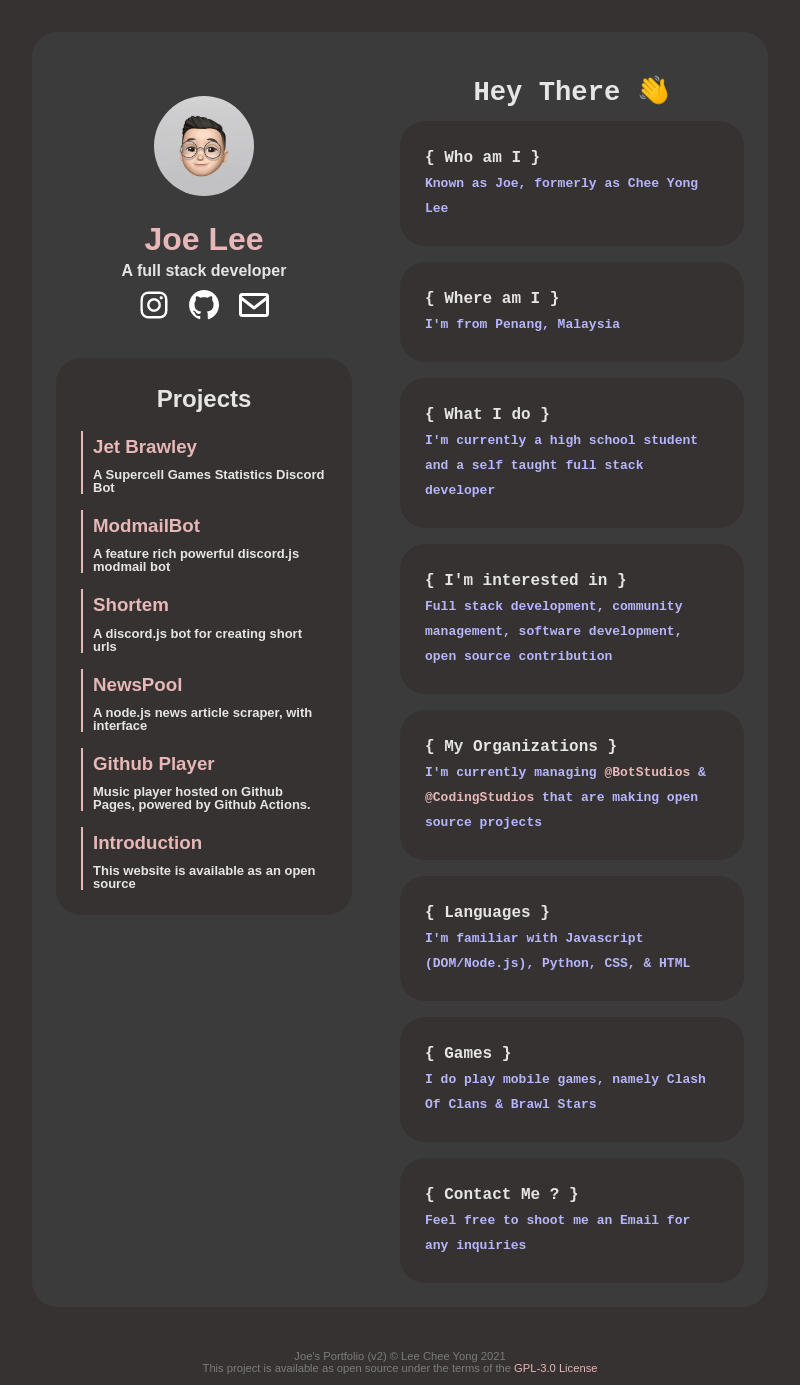 Joe Lee
A full stack developer
Projects
Jet Brawley
A Supercell Games Statistics Discord
Bot
ModmailBot
A feature rich powerful discord.js
modmail bot
Shortem
A discord.js bot for creating short
urls
NewsPool
A node.js news article scraper, with
interface
Github Player
Music player hosted on Github
Pages, powered by Github Actions.
Introduction
This website is available as an open
source
Hey There 👋
{ Who am I }
Known as Joe, formerly as Chee Yong
Lee
{ Where am I }
I'm from Penang, Malaysia
{ What I do }
I'm currently a high school student
and a self taught full stack
developer
{ I'm interested in }
Full stack development, community
management, software development,
open source contribution
{ My Organizations }
I'm currently managing @BotStudios &
@CodingStudios that are making open
source projects
{ Languages }
I'm familiar with Javascript
(DOM/Node.js), Python, CSS, & HTML
{ Games }
I do play mobile games, namely Clash
Of Clans & Brawl Stars
{ Contact Me ? }
Feel free to shoot me an Email for
any inquiries
Joe's Portfolio (v2) © Lee Chee Yong 2021
This project is available as open source under the terms of the GPL-3.0 License